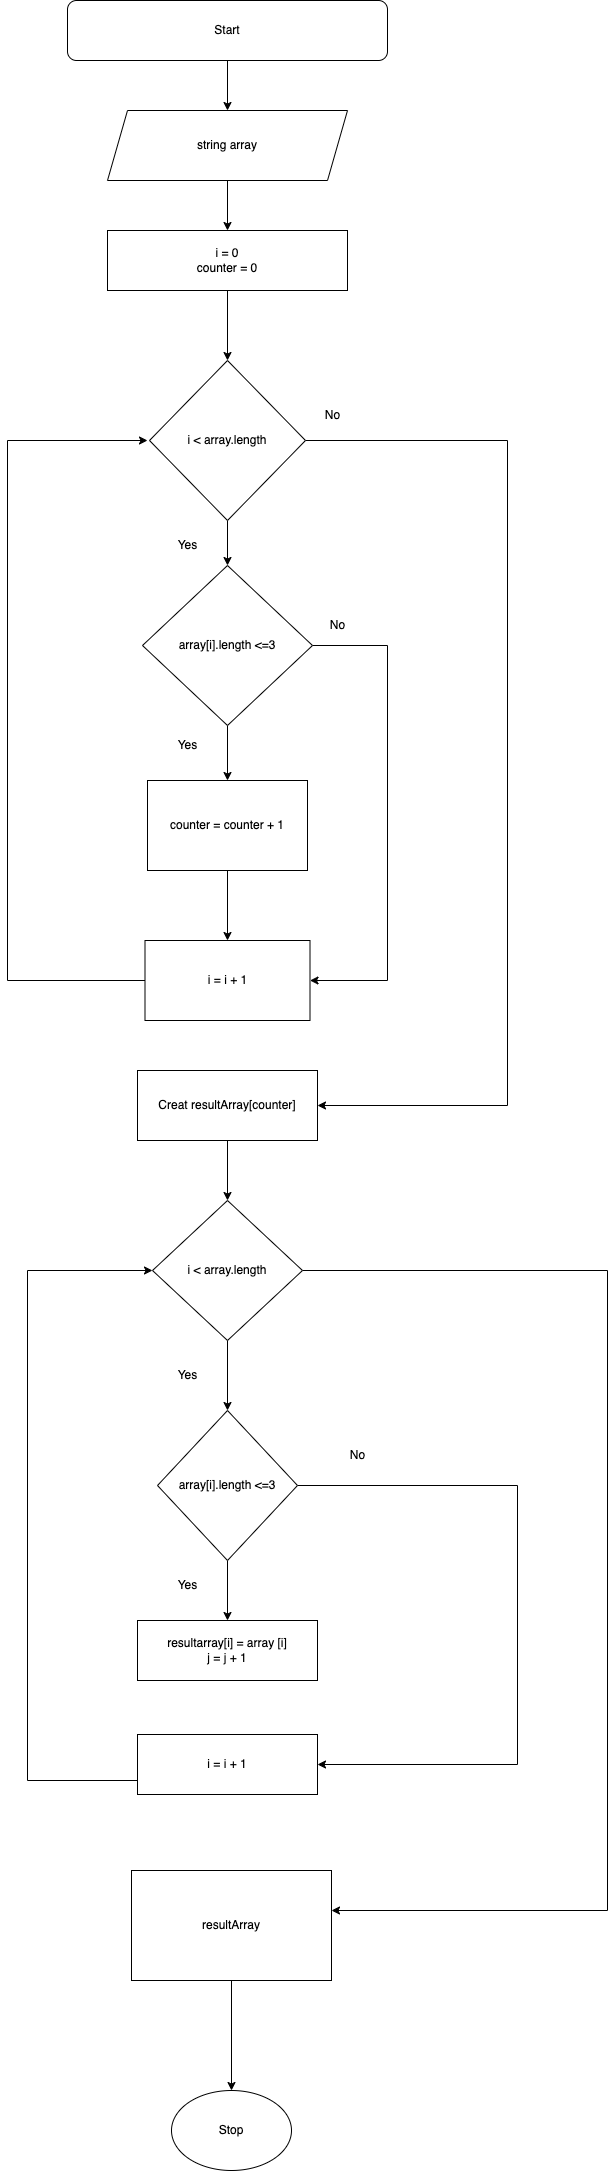 Start
string array
i = 0
counter = 0
i < array.length
No
Yes
array[i].length <=3
No
Yes
counter = counter + 1
i = i + 1
Creat resultArray[counter]
i < array.length
Yes
array[i].length <=3
No
Yes
resultarray[i] = array [i]
j = j + 1
i = i + 1
resultArray
Stop